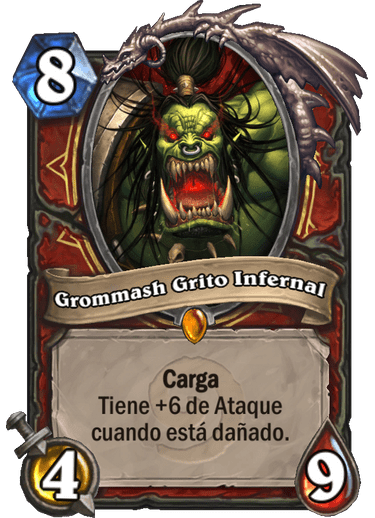 8
Grommash Grito Infernal
Carga
Tiene +6 de Ataque
cuando está dañado.
4
9